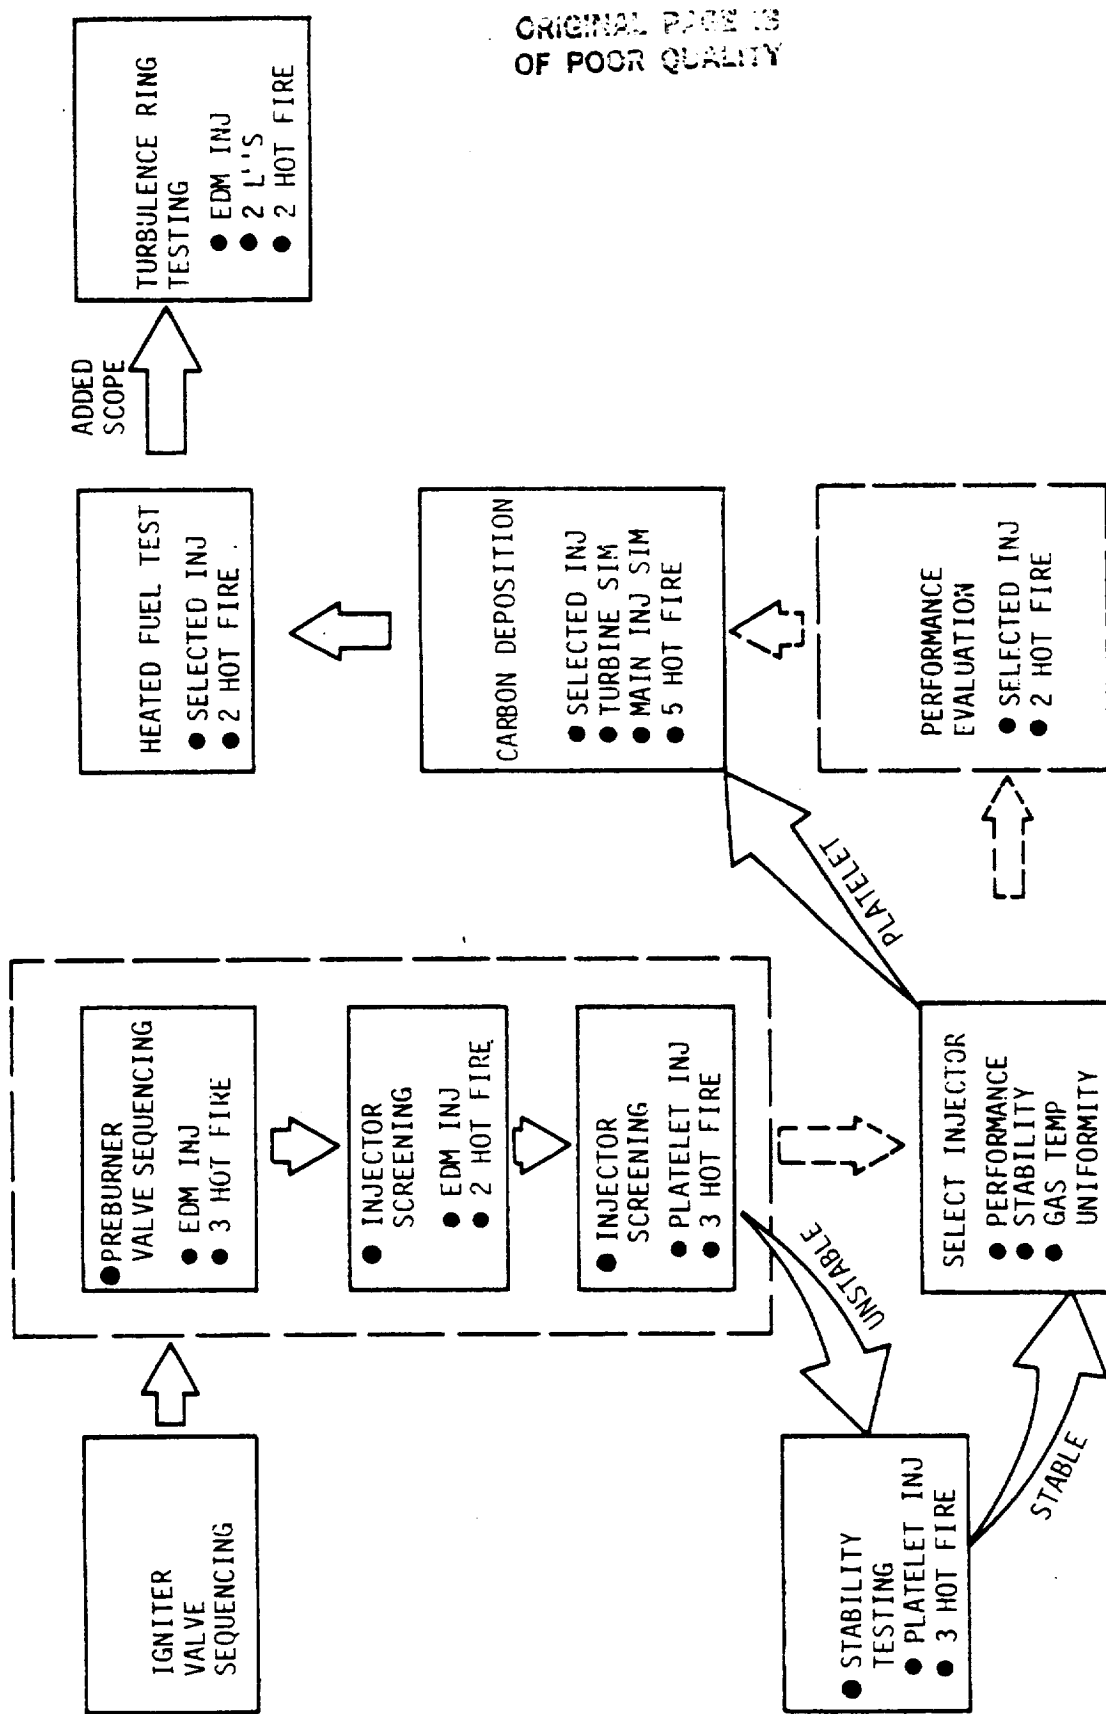 ORIGINAL PAGE IS
OF POOR QUALITY
IGNITER
VALVE
SEQUENCING
● PREBURNER
VALVE SEQUENCING
● EDM INJ
● 3 HOT FIRE
● INJECTOR
SCREENING
● EDM INJ
● 2 HOT FIRE
● INJECTOR
SCREENING
● PLATELET INJ
● 3 HOT FIRE
UNSTABLE
● STABILITY
TESTING
● PLATELET INJ
● 3 HOT FIRE
STABLE
SELECT INJECTOR
● PERFORMANCE
● STABILITY
● GAS TEMP
UNIFORMITY
PLATELET
PERFORMANCE
EVALUATION
● SELECTED INJ
● 2 HOT FIRE
CARBON DEPOSITION
● SELECTED INJ
● TURBINE SIM
● MAIN INJ SIM
● 5 HOT FIRE
HEATED FUEL TEST
● SELECTED INJ
● 2 HOT FIRE
ADDED
SCOPE
TURBULENCE RING
TESTING
● EDM INJ
● 2 L''S
● 2 HOT FIRE